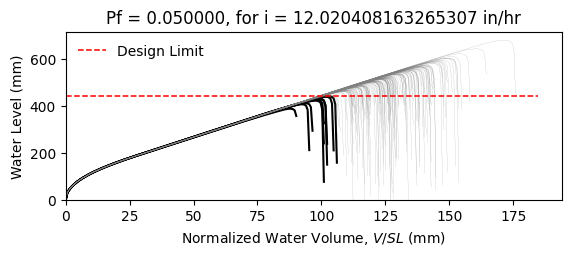 Pf = 0.050000, for i = 12.020408163265307 in/hr
Design Limit
Water Level (mm)
600
400
200
0
0 25 50 75 100 125 150 175
Normalized Water Volume, V/SL (mm)